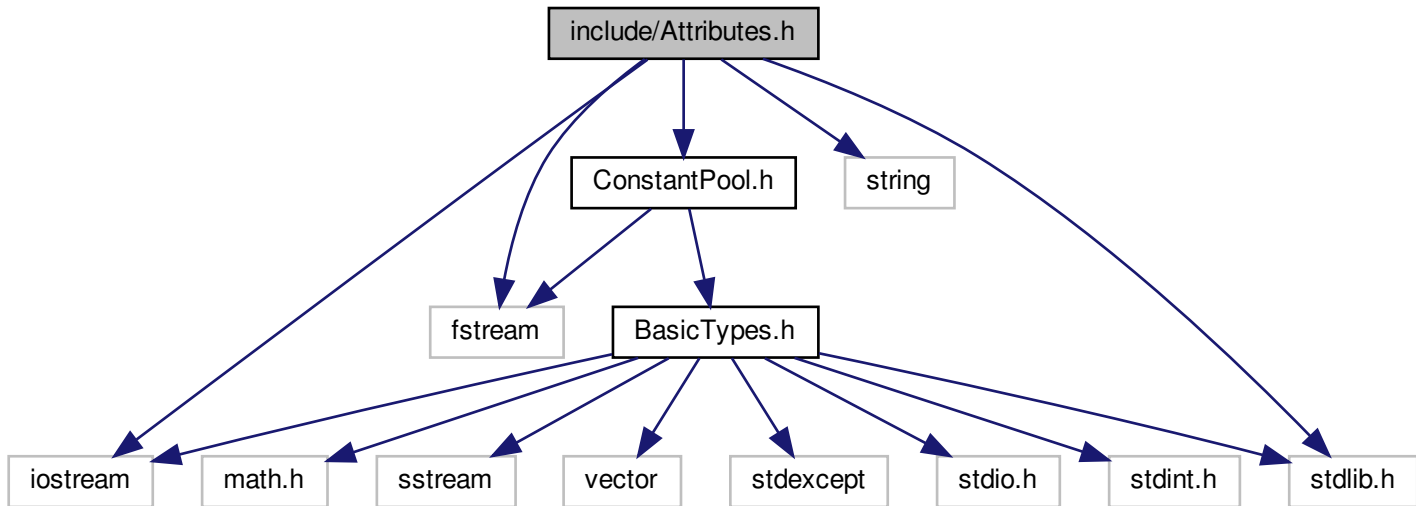 include/Attributes.h
ConstantPool.h
string
fstream
BasicTypes.h
iostream
math.h
sstream
vector
stdexcept
stdio.h
stdint.h
stdlib.h